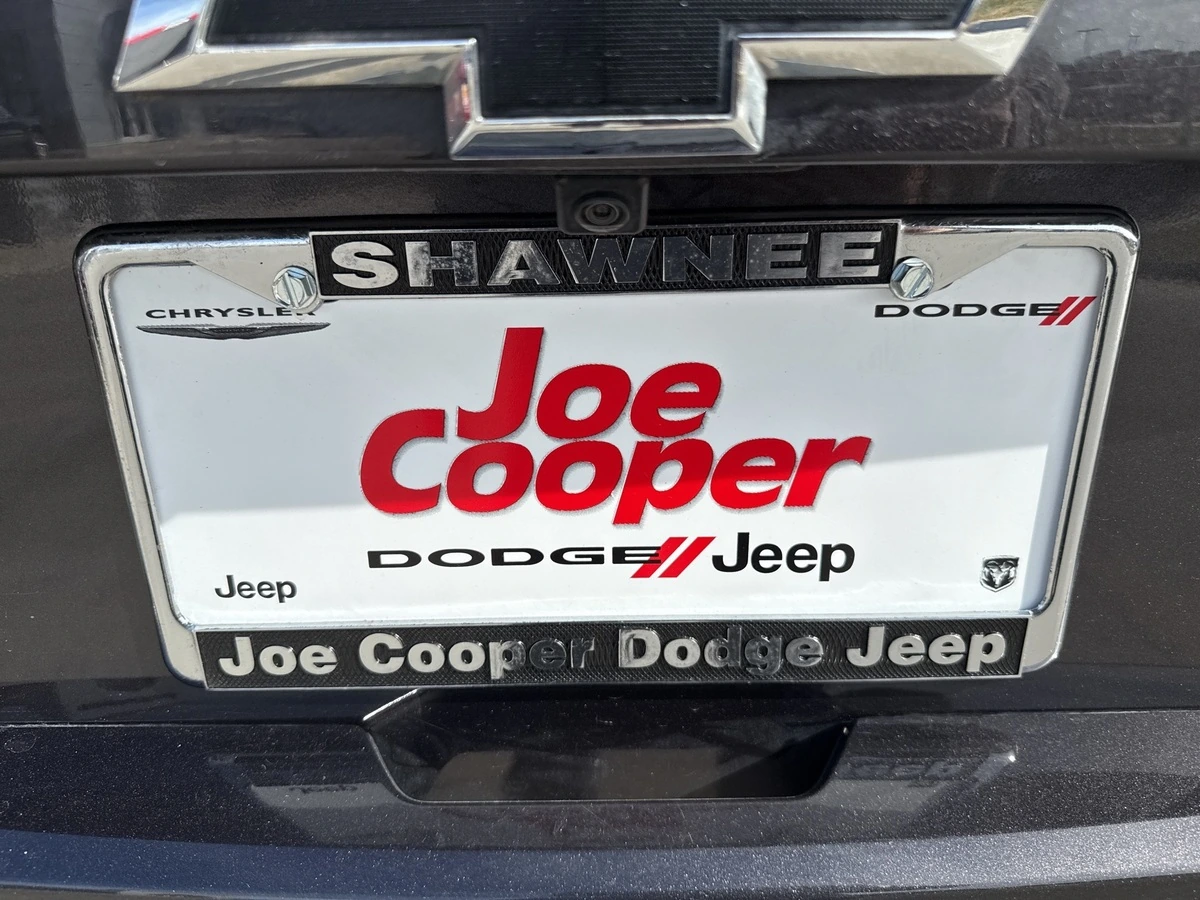 SHAWNEE
CHRYSLER
DODGE
Joe
Cooper
DODGE Jeep
Jeep
Joe Cooper Dodge Jeep